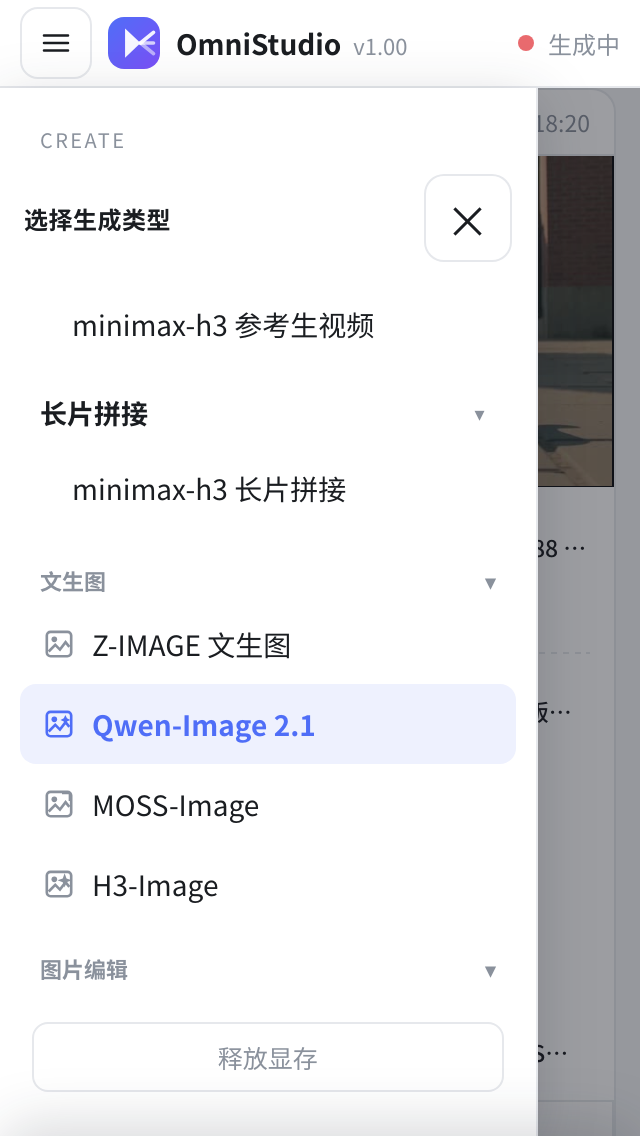 OmniStudio v1.00
生成中
18:20
CREATE
选择生成类型
minimax-h3 参考生视频
长片拼接
minimax-h3 长片拼接
文生图
Z-IMAGE 文生图
Qwen-Image 2.1
MOSS-Image
H3-Image
图片编辑
释放显存